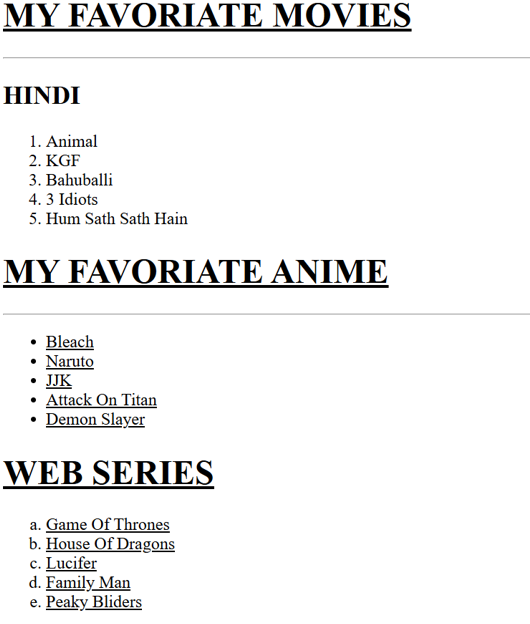 MY FAVORIATE MOVIES
HINDI
1. Animal
2. KGF
3. Bahuballi
4. 3 Idiots
5. Hum Sath Sath Hain
MY FAVORIATE ANIME
• Bleach
• Naruto
• JJK
• Attack On Titan
• Demon Slayer
WEB SERIES
a. Game Of Thrones
b. House Of Dragons
c. Lucifer
d. Family Man
e. Peaky Bliders